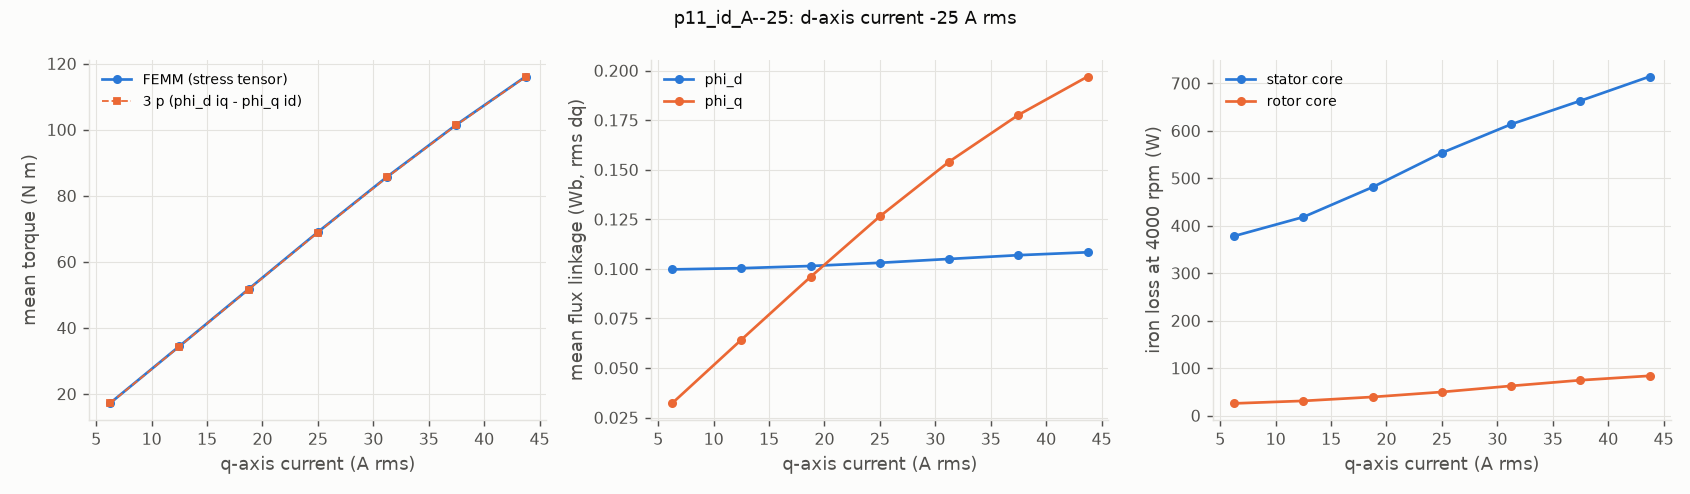 p11_id_A--25: d-axis current -25 A rms
mean torque (N m)
120
100
80
60
40
20
FEMM (stress tensor)
3 p (phi_d iq - phi_q id)
5 10 15 20 25 30 35 40 45
q-axis current (A rms)
mean flux linkage (Wb, rms dq)
0.200
0.175
0.150
0.125
0.100
0.075
0.050
0.025
phi_d
phi_q
5 10 15 20 25 30 35 40 45
q-axis current (A rms)
iron loss at 4000 rpm (W)
700
600
500
400
300
200
100
0
stator core
rotor core
5 10 15 20 25 30 35 40 45
q-axis current (A rms)